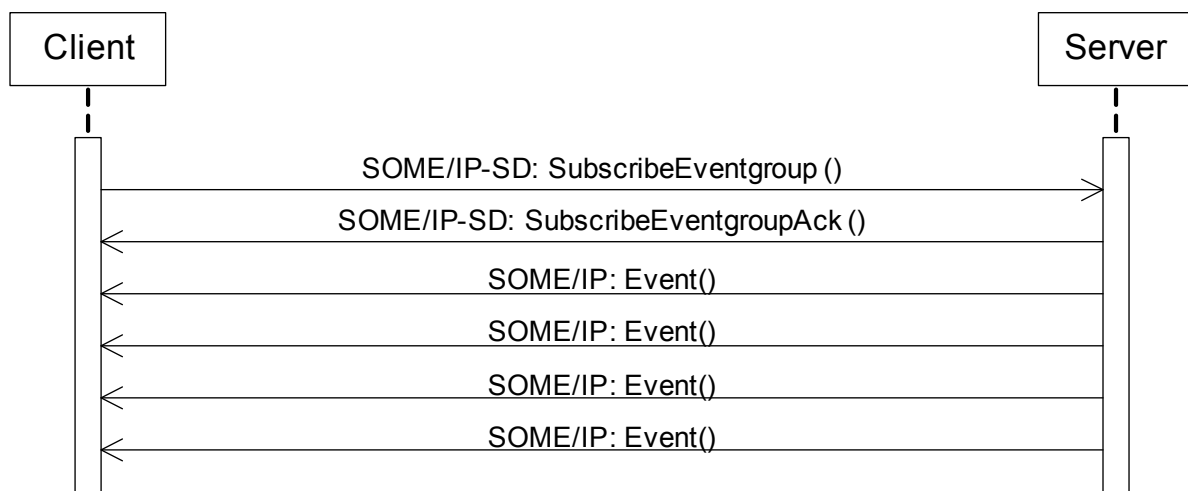 Client
Server
SOME/IP-SD: SubscribeEventgroup ()
SOME/IP-SD: SubscribeEventgroupAck ()
SOME/IP: Event()
SOME/IP: Event()
SOME/IP: Event()
SOME/IP: Event()